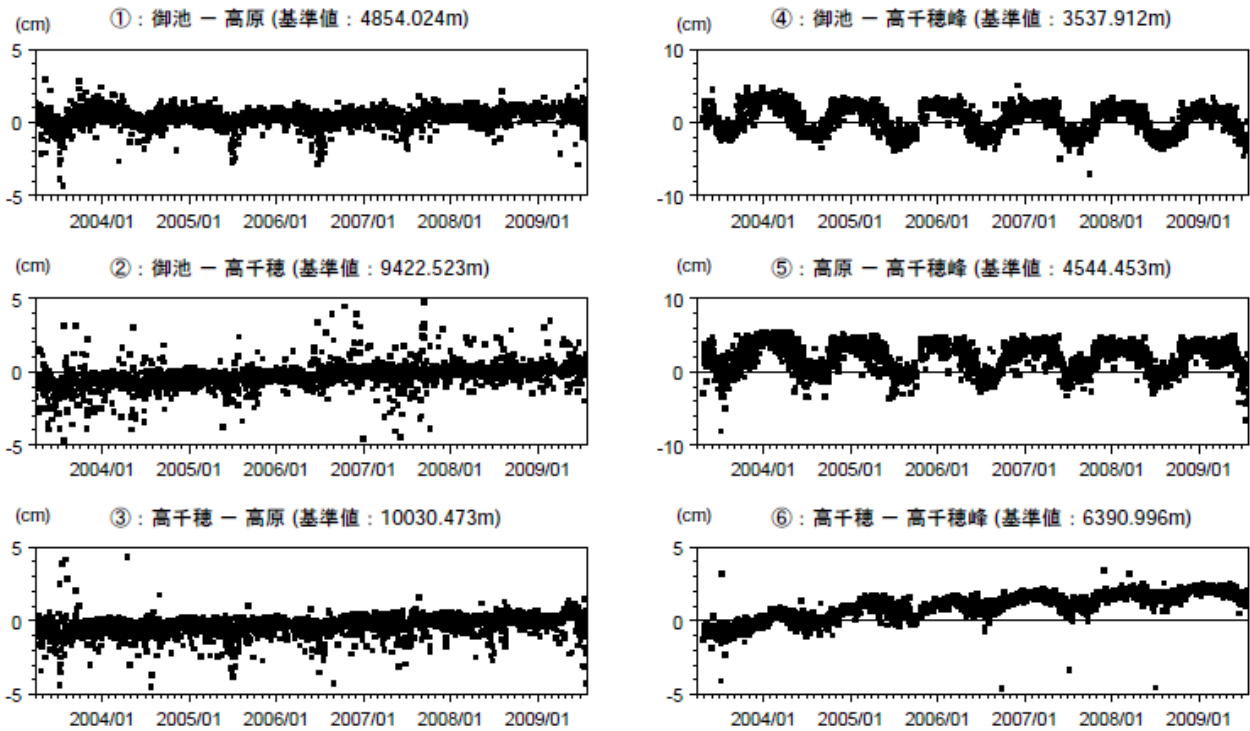 (cm) ①：御池 － 高原 (基準値：4854.024m)
5
0
-5
2004/01 2005/01 2006/01 2007/01 2008/01 2009/01
(cm) ②：御池 － 高千穂 (基準値：9422.523m)
5
0
-5
2004/01 2005/01 2006/01 2007/01 2008/01 2009/01
(cm) ③：高千穂 － 高原 (基準値：10030.473m)
5
0
-5
2004/01 2005/01 2006/01 2007/01 2008/01 2009/01
(cm) ④：御池 － 高千穂峰 (基準値：3537.912m)
10
0
-10
2004/01 2005/01 2006/01 2007/01 2008/01 2009/01
(cm) ⑤：高原 － 高千穂峰 (基準値：4544.453m)
10
0
-10
2004/01 2005/01 2006/01 2007/01 2008/01 2009/01
(cm) ⑥：高千穂 － 高千穂峰 (基準値：6390.996m)
5
0
-5
2004/01 2005/01 2006/01 2007/01 2008/01 2009/01